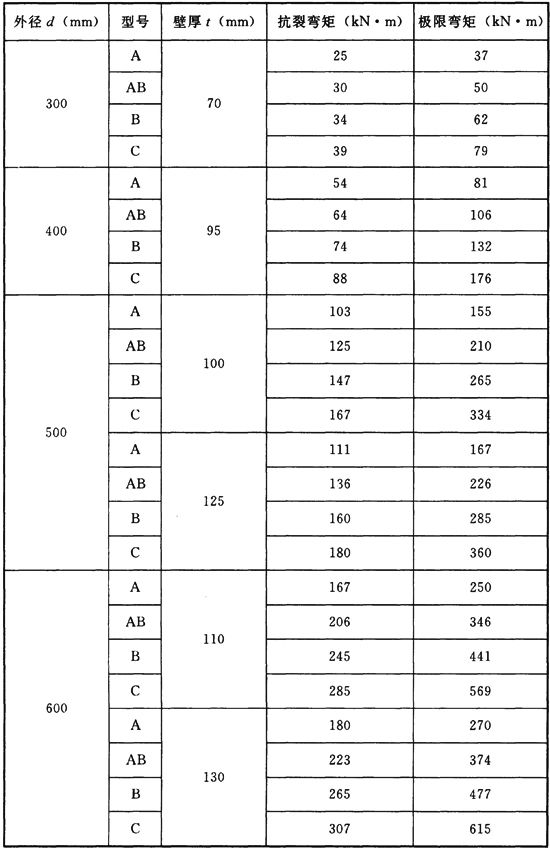 外径 d (mm) 型号 壁厚 t (mm) 抗裂弯矩 (kN·m) 极限弯矩 (kN·m)
300 A 70 25 37
AB 30 50
B 34 62
C 39 79
400 A 95 54 81
AB 64 106
B 74 132
C 88 176
500 A 100 103 155
AB 125 210
B 147 265
C 167 334
A 125 111 167
AB 136 226
B 160 285
C 180 360
600 A 110 167 250
AB 206 346
B 245 441
C 285 569
A 130 180 270
AB 223 374
B 265 477
C 307 615